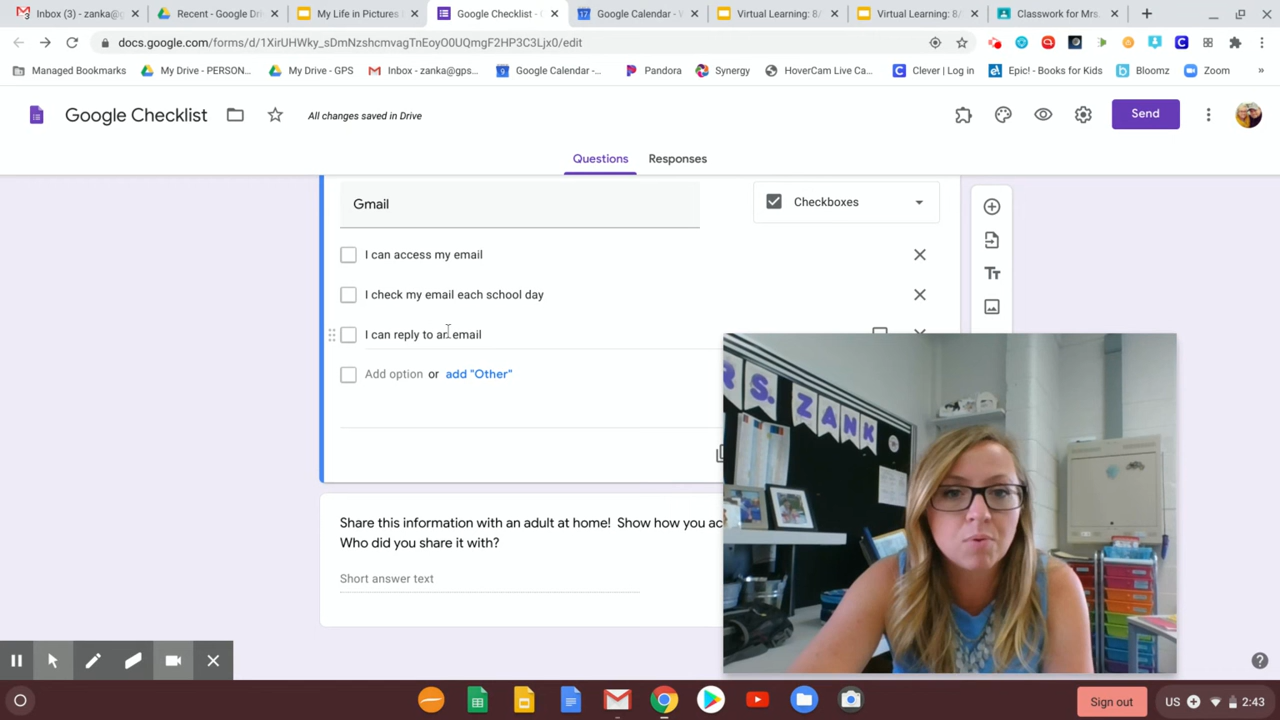 Inbox (3) - zanka@g
Recent - Google Dri
My Life in Pictures
Google Checklist -
Google Calendar - W
Virtual Learning: 8/
Virtual Learning: 8/
Classwork for Mrs.
docs.google.com/forms/d/1XirUHWky_sDmNzshcmvagTnEoyO0UQmgF2HP3C3Ljx0/edit
Managed Bookmarks
My Drive - PERSON...
My Drive - GPS
Inbox - zanka@gps...
Google Calendar -...
Pandora
Synergy
HoverCam Live Ca...
Clever | Log in
Epic! - Books for Kids
Bloomz
Zoom
»
Google Checklist
All changes saved in Drive
Send
Questions
Responses
Gmail
Checkboxes
I can access my email
I check my email each school day
I can reply to an email
Add option or add "Other"
Share this information with an adult at home! Show how you ac
Who did you share it with?
Short answer text
RS. ZANK
Sign out
US
2:43